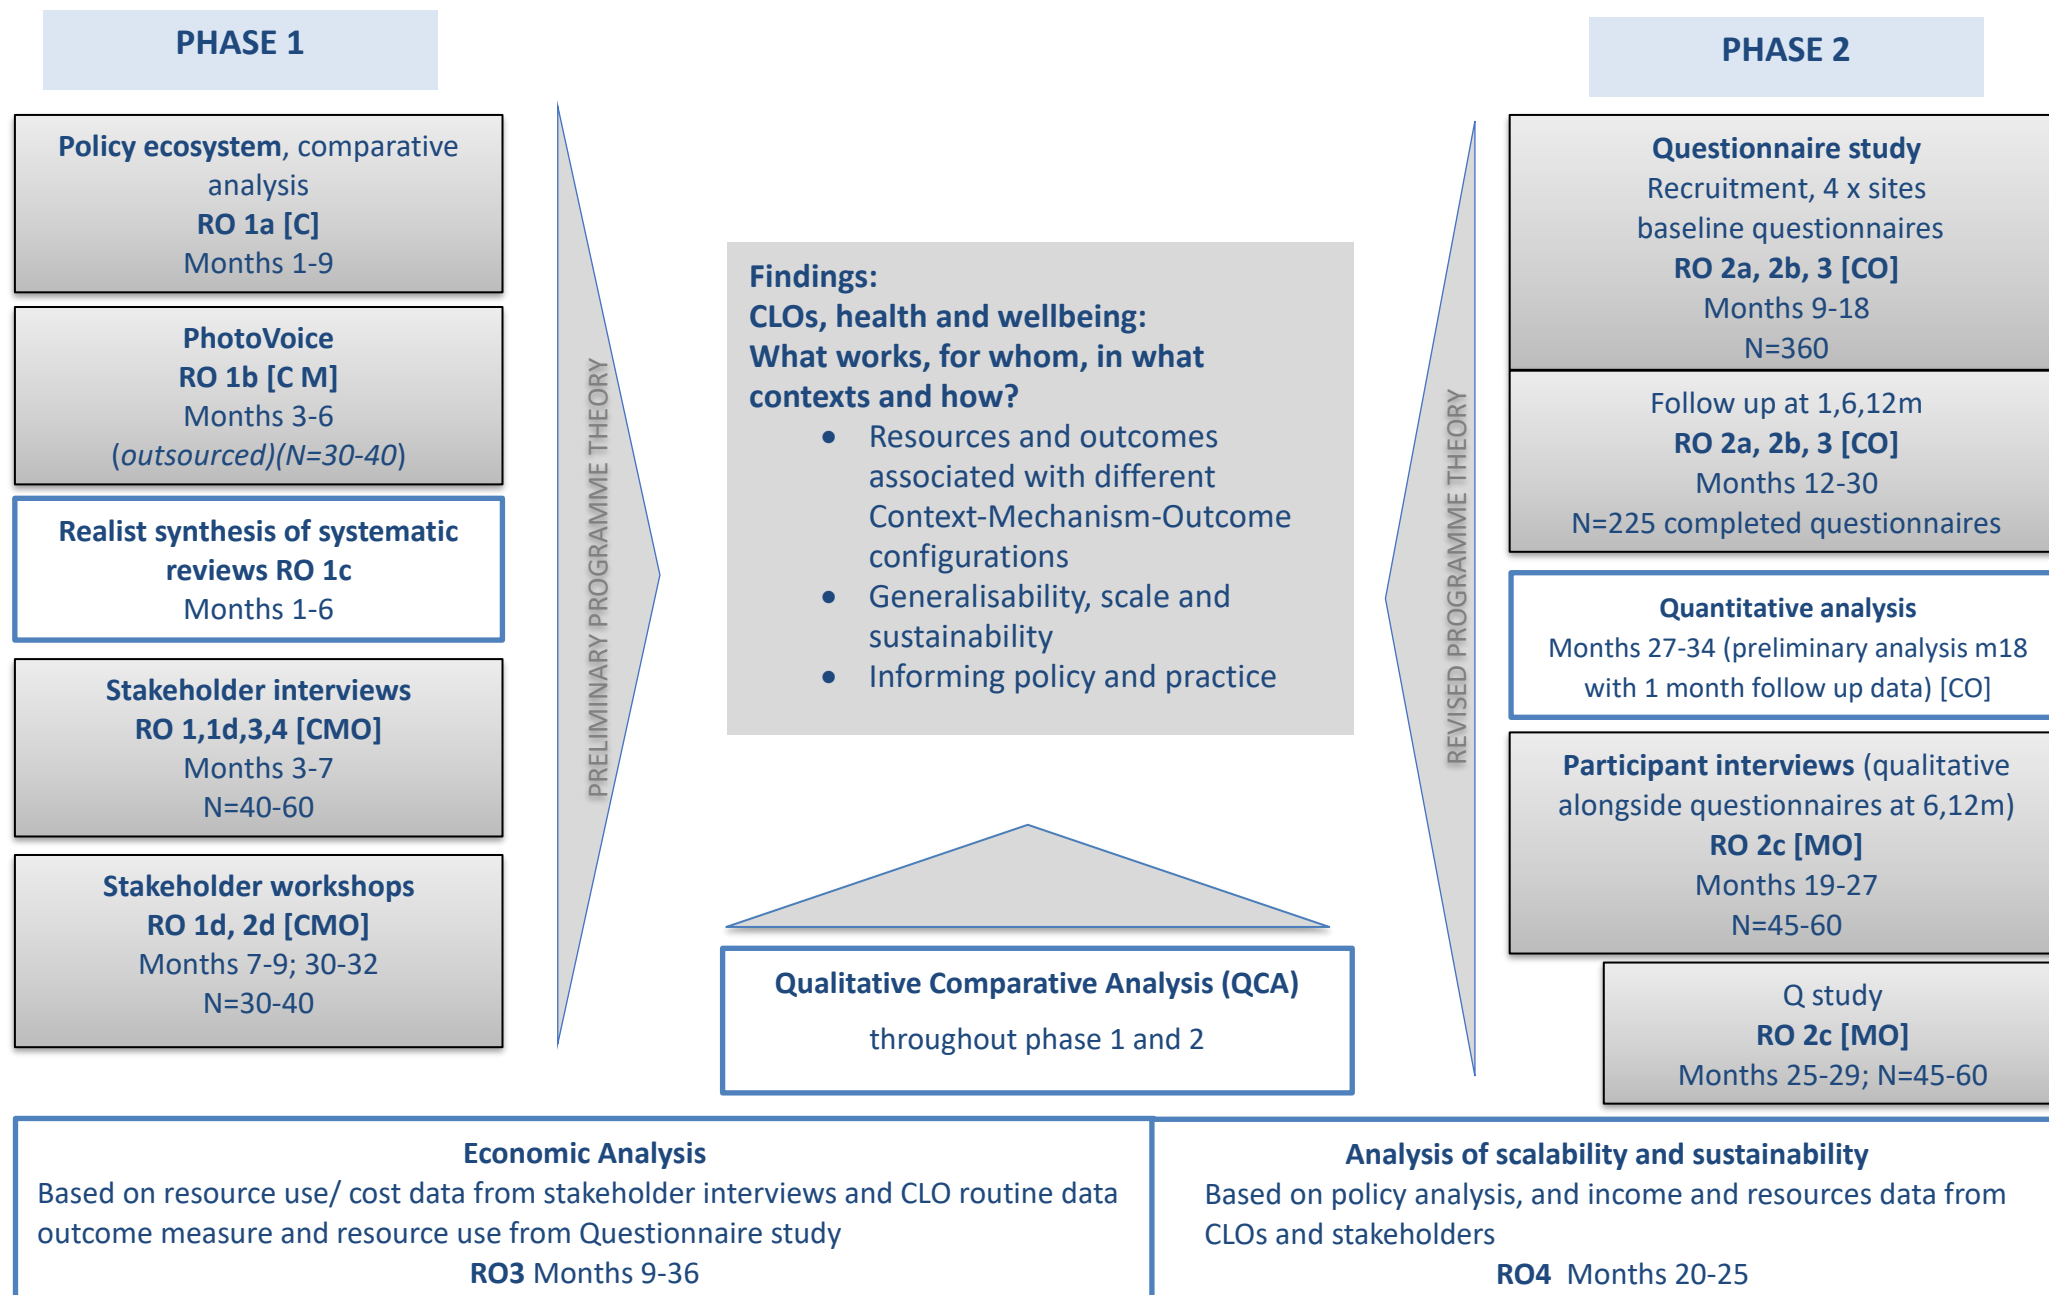 PHASE 1
Policy ecosystem, comparative
analysis
RO 1a [C]
Months 1-9
PhotoVoice
RO 1b [C M]
Months 3-6
(outsourced)(N=30-40)
Realist synthesis of systematic
reviews RO 1c
Months 1-6
Stakeholder interviews
RO 1,1d,3,4 [CMO]
Months 3-7
N=40-60
Stakeholder workshops
RO 1d, 2d [CMO]
Months 7-9; 30-32
N=30-40
PRELIMINARY PROGRAMME THEORY
Findings:
CLOs, health and wellbeing:
What works, for whom, in what
contexts and how?
• Resources and outcomes
associated with different
Context-Mechanism-Outcome
configurations
• Generalisability, scale and
sustainability
• Informing policy and practice
Qualitative Comparative Analysis (QCA)
throughout phase 1 and 2
REVISED PROGRAMME THEORY
PHASE 2
Questionnaire study
Recruitment, 4 x sites
baseline questionnaires
RO 2a, 2b, 3 [CO]
Months 9-18
N=360
Follow up at 1,6,12m
RO 2a, 2b, 3 [CO]
Months 12-30
N=225 completed questionnaires
Quantitative analysis
Months 27-34 (preliminary analysis m18
with 1 month follow up data) [CO]
Participant interviews (qualitative
alongside questionnaires at 6,12m)
RO 2c [MO]
Months 19-27
N=45-60
Q study
RO 2c [MO]
Months 25-29; N=45-60
Economic Analysis
Based on resource use/ cost data from stakeholder interviews and CLO routine data
outcome measure and resource use from Questionnaire study
RO3 Months 9-36
Analysis of scalability and sustainability
Based on policy analysis, and income and resources data from
CLOs and stakeholders
RO4 Months 20-25